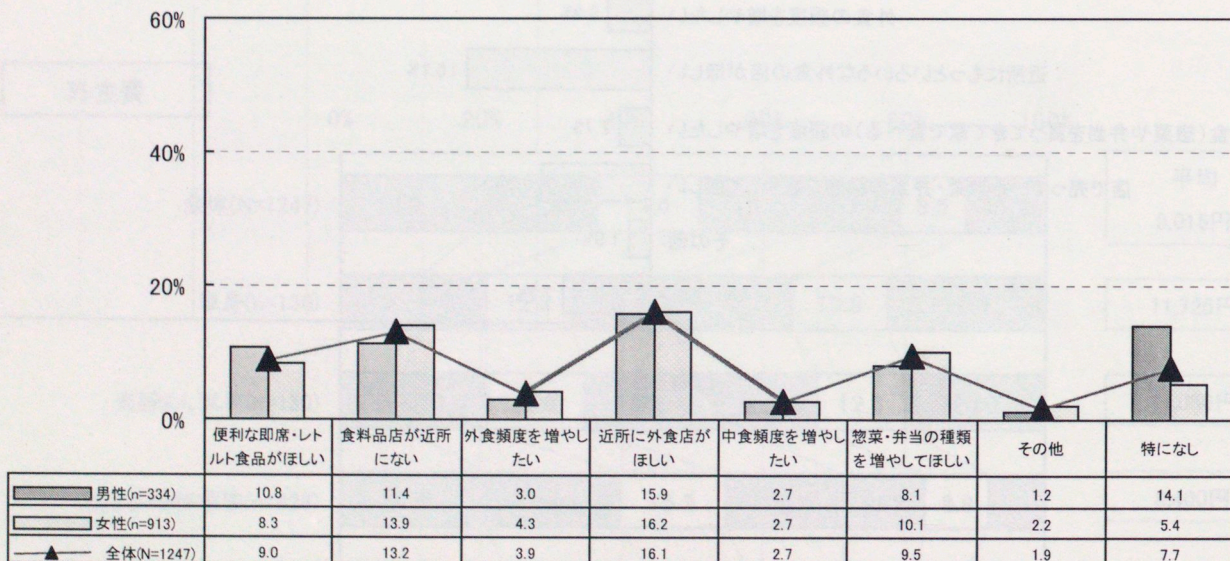 60%
40%
20%
0%
便利な即席・レト
ルト食品がほしい
食料品店が近所
にない
外食頻度を増やし
たい
近所に外食店が
ほしい
中食頻度を増やし
たい
惣菜・弁当の種類
を増やしてほしい
その他
特になし
男性(n=334) 10.8 11.4 3.0 15.9 2.7 8.1 1.2 14.1
女性(n=913) 8.3 13.9 4.3 16.2 2.7 10.1 2.2 5.4
全体(N=1247) 9.0 13.2 3.9 16.1 2.7 9.5 1.9 7.7